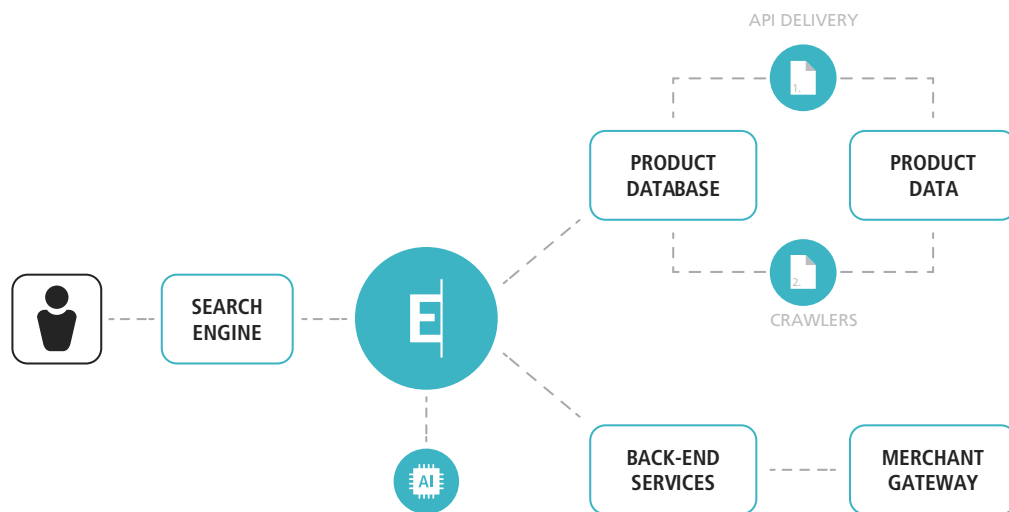 API DELIVERY
1.
PRODUCT
DATABASE
PRODUCT
DATA
2.
CRAWLERS
SEARCH
ENGINE
E
AI
BACK-END
SERVICES
MERCHANT
GATEWAY